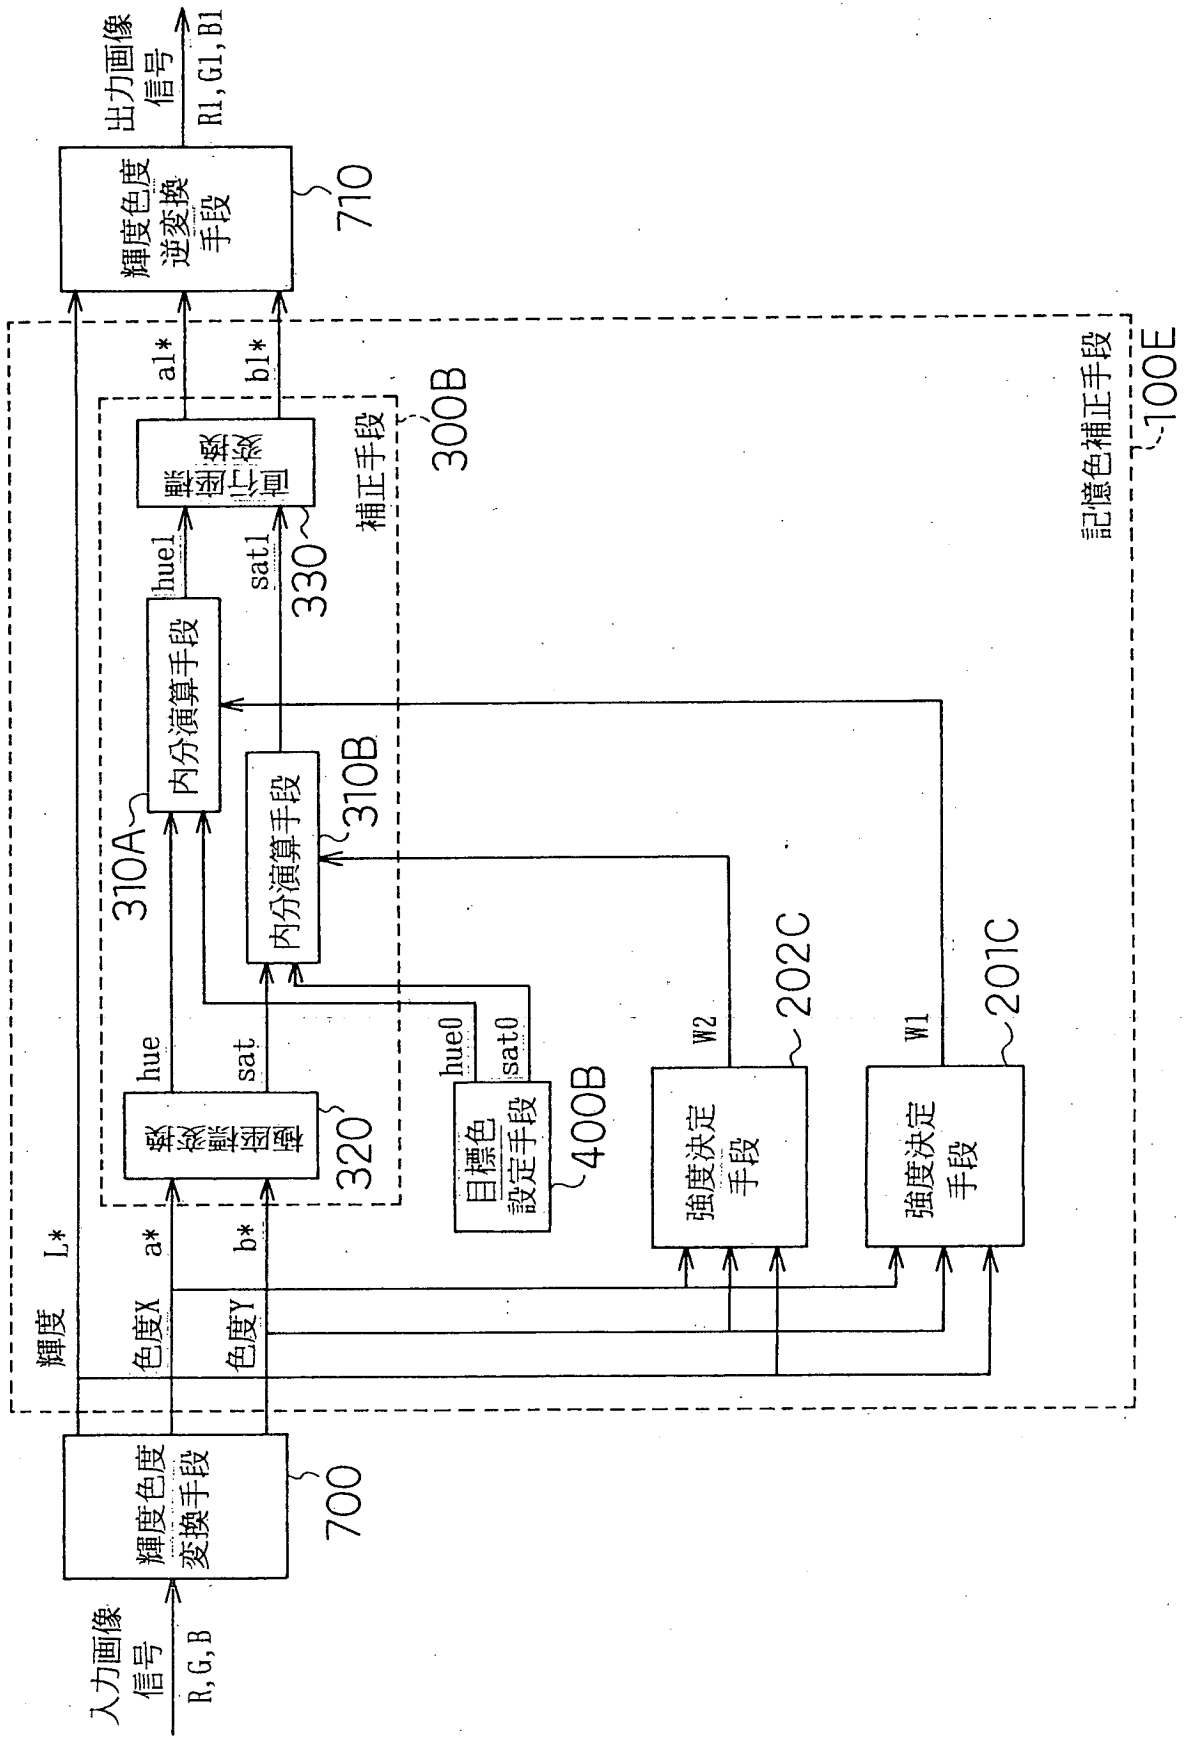 入力画像
信号
R,G,B
輝度色度
変換手段
700
輝度
L*
色度X
a*
色度Y
b*
極座標変換
320
hue
sat
目標色
設定手段
400B
hue0
sat0
310A
内分演算手段
内分演算手段
310B
hue1
sat1
330
直行座標
変換
補正手段
300B
a1*
b1*
強度決定
手段
202C
W2
強度決定
手段
201C
W1
記憶色補正手段
100E
輝度色度
逆変換
手段
710
出力画像
信号
R1,G1,B1